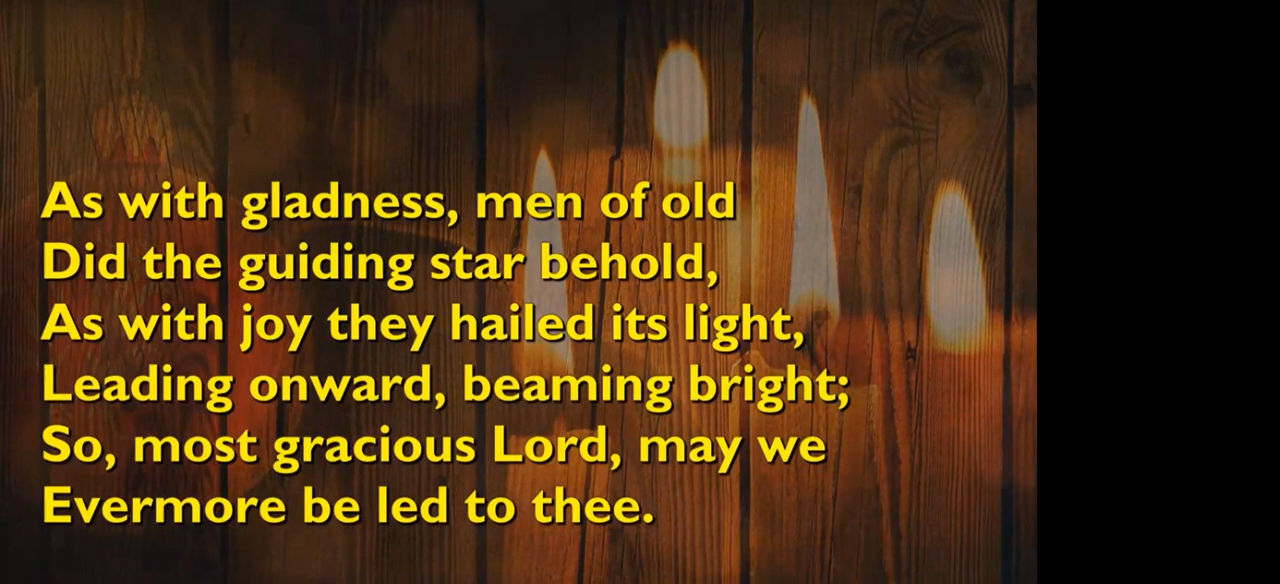 As with gladness, men of old
Did the guiding star behold,
As with joy they hailed its light,
Leading onward, beaming bright;
So, most gracious Lord, may we
Evermore be led to thee.